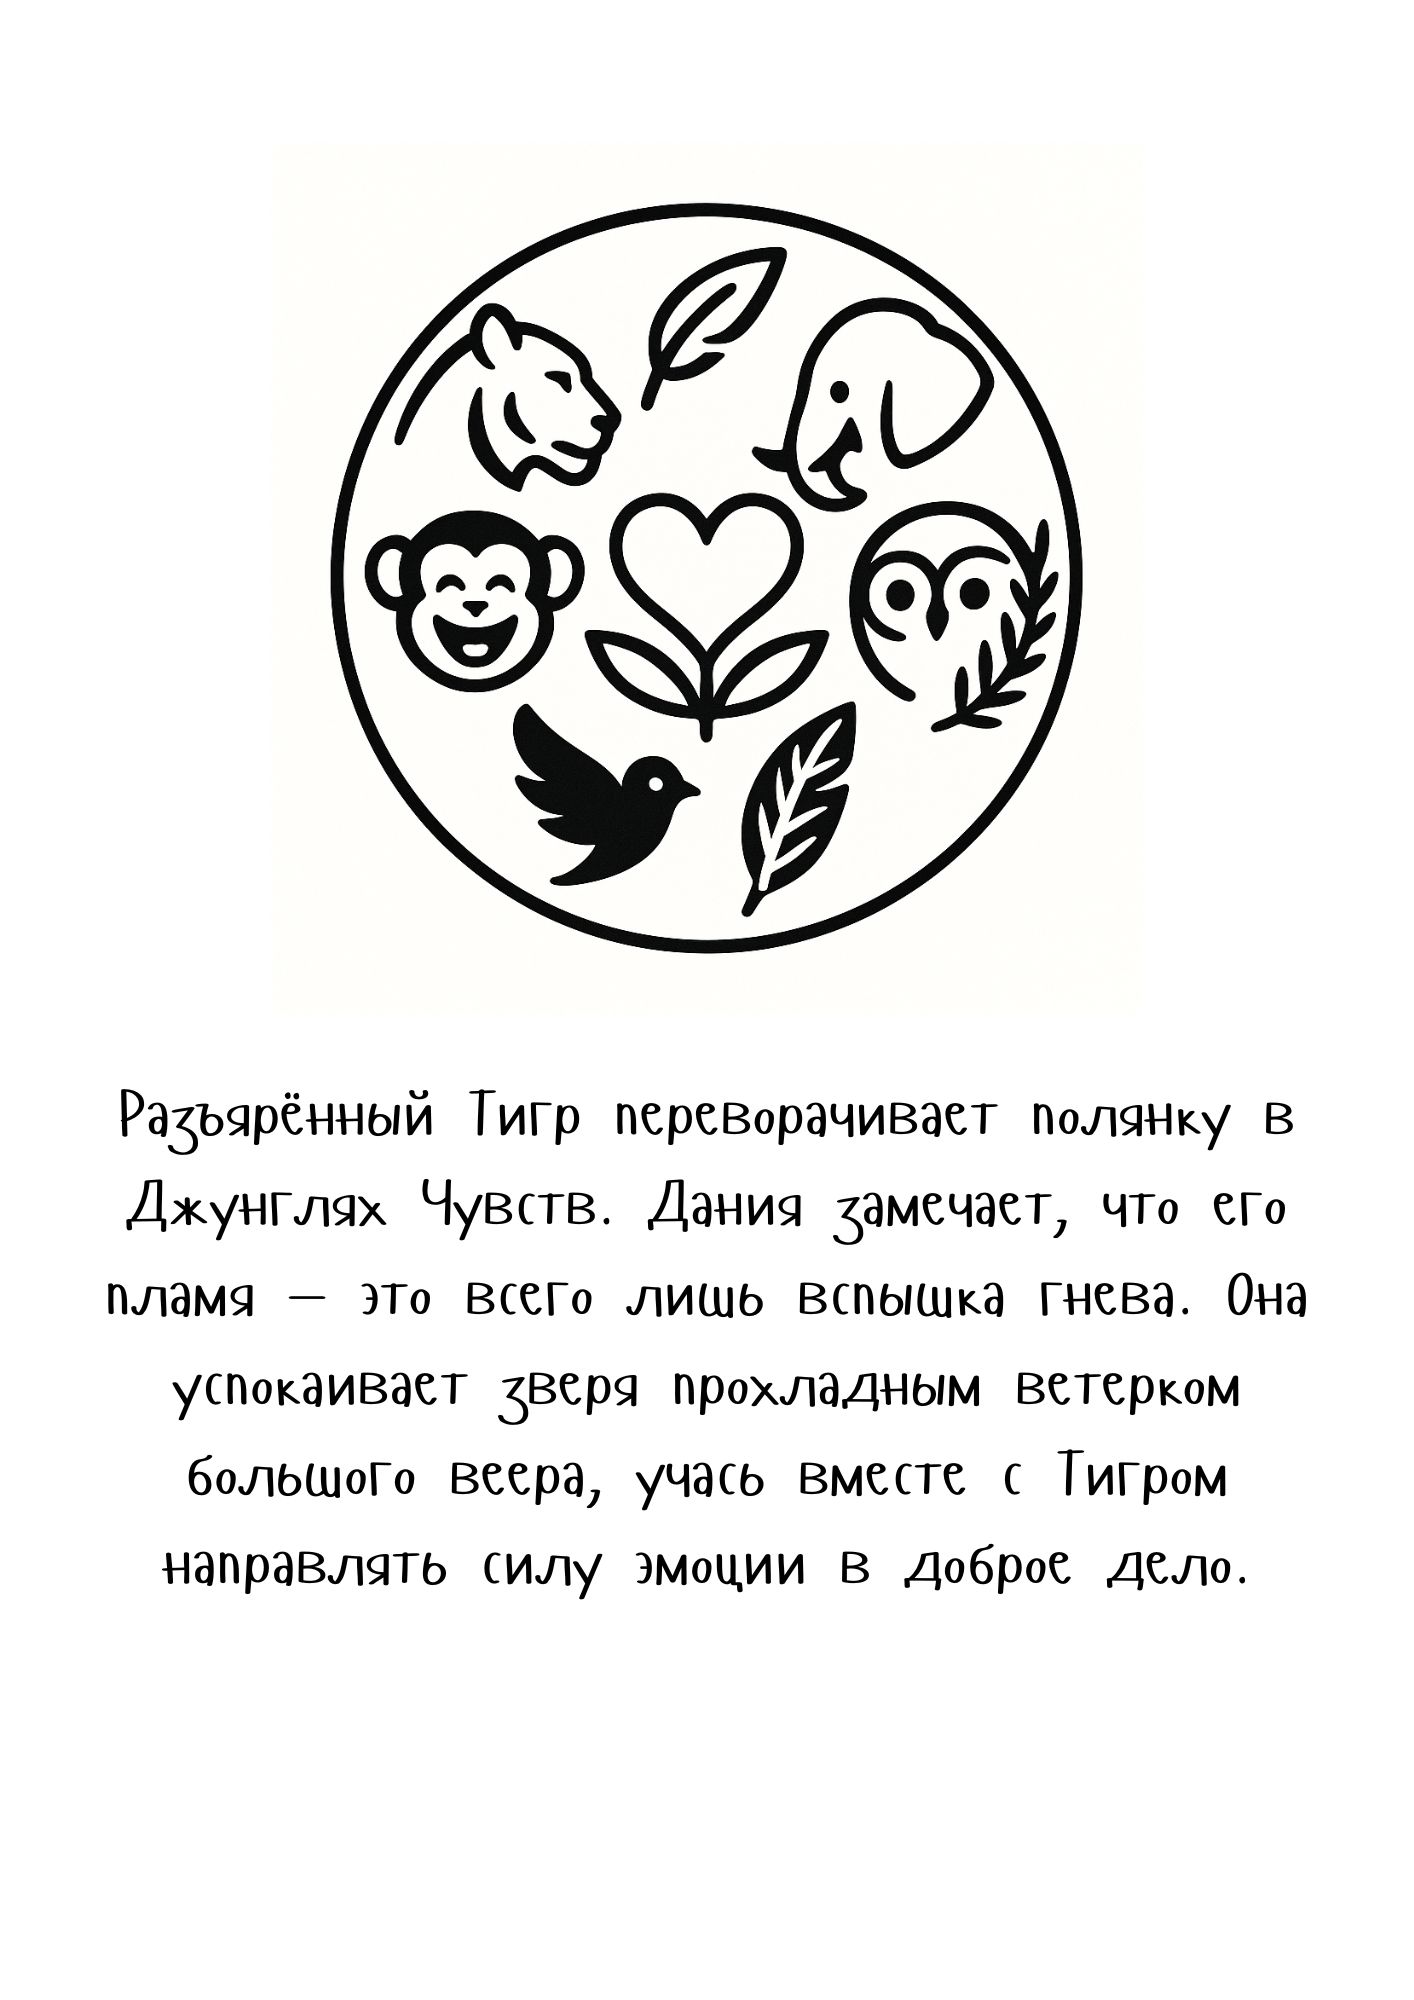 Разъярённый Тигр переворачивает полянку в
Джунглях Чувств. Дания замечает, что его
пламя — это всего лишь вспышка гнева. Она
успокаивает зверя прохладным ветерком
большого веера, учась вместе с Тигром
направлять силу эмоции в доброе дело.